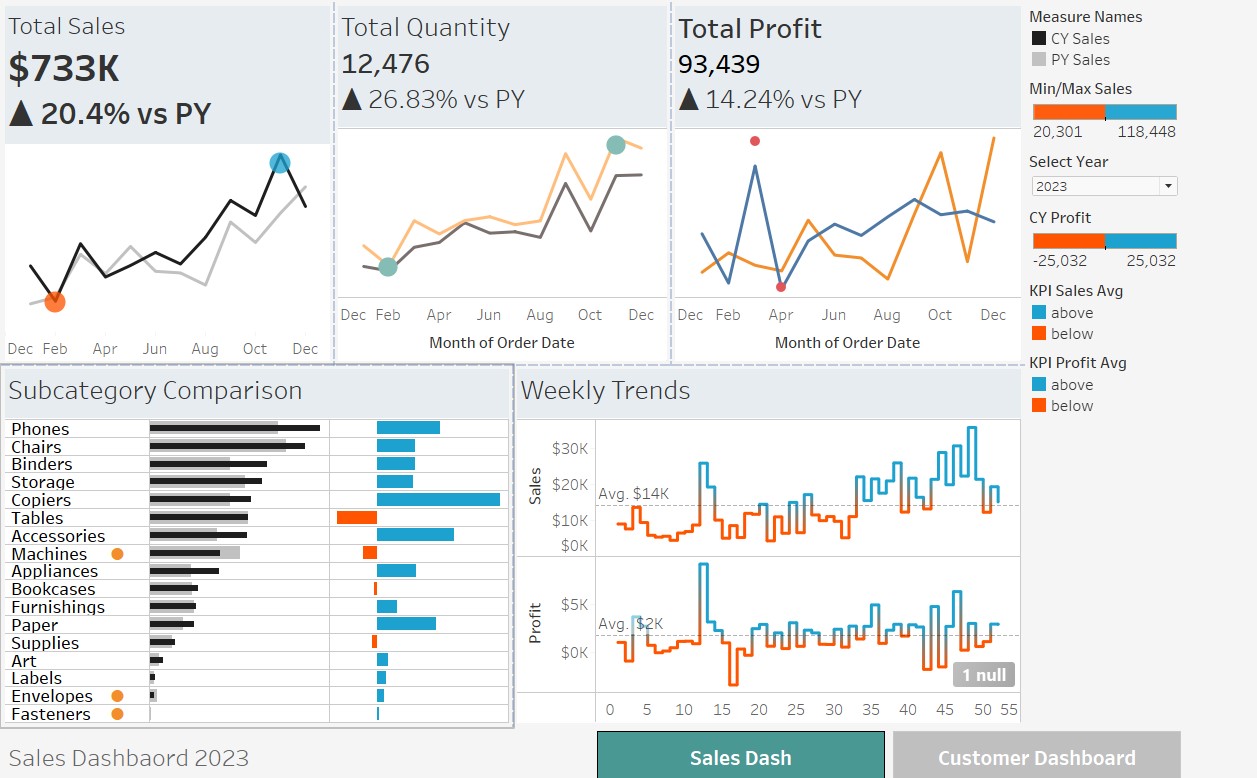 Total Sales
$733K
▲ 20.4% vs PY
Dec Feb Apr Jun Aug Oct Dec
Total Quantity
12,476
▲ 26.83% vs PY
Dec Feb Apr Jun Aug Oct Dec
Month of Order Date
Total Profit
93,439
▲ 14.24% vs PY
Dec Feb Apr Jun Aug Oct Dec
Month of Order Date
Measure Names
CY Sales
PY Sales
Min/Max Sales
20,301 118,448
Select Year
2023
CY Profit
-25,032 25,032
KPI Sales Avg
above
below
KPI Profit Avg
above
below
Subcategory Comparison
Phones
Chairs
Binders
Storage
Copiers
Tables
Accessories
Machines
Appliances
Bookcases
Furnishings
Paper
Supplies
Art
Labels
Envelopes
Fasteners
Weekly Trends
Sales
$30K
$20K
$10K
$0K
Avg. $14K
Profit
$5K
$0K
Avg. $2K
1 null
0 5 10 15 20 25 30 35 40 45 50 55
Sales Dashbaord 2023
Sales Dash
Customer Dashboard